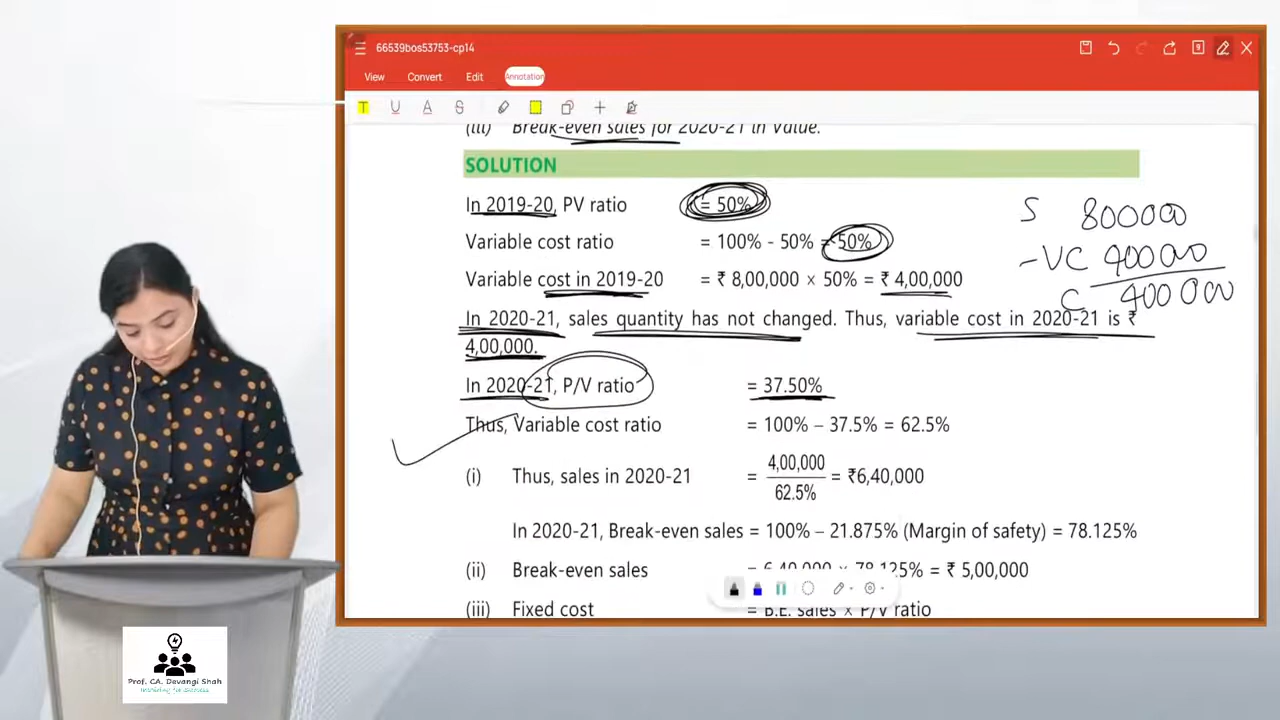 66539bos53753-cp14
View Convert Edit Annotation
T U A S
(iii) Break-even sales for 2020-21 in Value.
SOLUTION
In 2019-20, PV ratio = 50%
Variable cost ratio = 100% - 50% = 50%
Variable cost in 2019-20 = ₹ 8,00,000 × 50% = ₹ 4,00,000
S 800000
- VC 400000
C 400000
In 2020-21, sales quantity has not changed. Thus, variable cost in 2020-21 is ₹
4,00,000.
In 2020-21, P/V ratio = 37.50%
Thus, Variable cost ratio = 100% – 37.5% = 62.5%
(i) Thus, sales in 2020-21 = 4,00,000 / 62.5% = ₹6,40,000
In 2020-21, Break-even sales = 100% – 21.875% (Margin of safety) = 78.125%
(ii) Break-even sales = 6,40,000 × 78.125% = ₹ 5,00,000
(iii) Fixed cost = B.E. sales × P/V ratio
Prof. CA. Devangi Shah